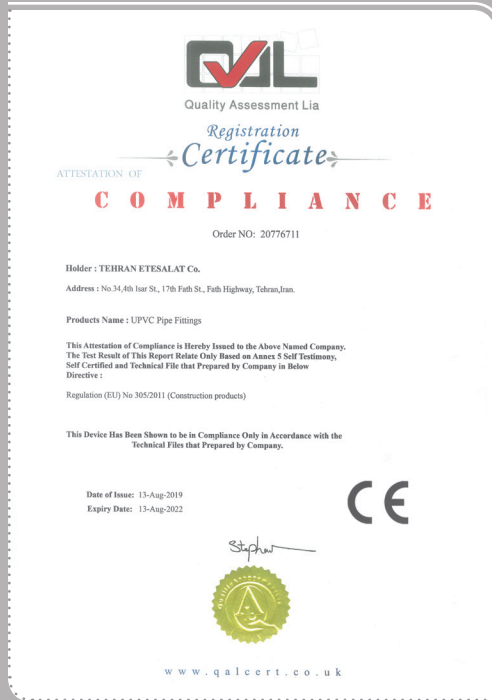 QAL
Quality Assessment Lia
Registration
Certificate
ATTESTATION OF
COMPLIANCE
Order NO: 20776711
Holder : TEHRAN ETESALAT Co.
Address : No.34,4th Isar St., 17th Fath St., Fath Highway, Tehran,Iran.
Products Name : UPVC Pipe Fittings
This Attestation of Compliance is Hereby Issued to the Above Named Company.
The Test Result of This Report Relate Only Based on Annex 5 Self Testimony,
Self Certified and Technical File that Prepared by Company in Below
Directive :
Regulation (EU) No 305/2011 (Construction products)
This Device Has Been Shown to be in Compliance Only in Accordance with the
Technical Files that Prepared by Company.
Date of Issue: 13-Aug-2019
Expiry Date: 13-Aug-2022
CE
www.qalcert.co.uk